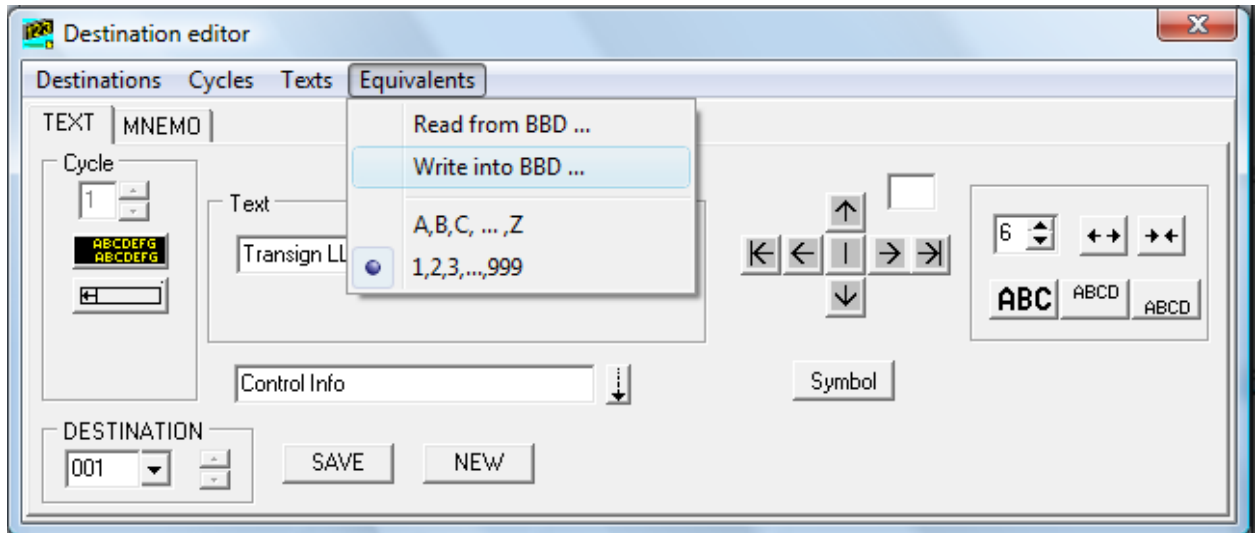 Destination editor
Destinations Cycles Texts Equivalents
TEXT MNEMO
Read from BBD ...
Write into BBD ...
A,B,C, ... ,Z
1,2,3,...,999
Cycle
1
ABCDEFG
ABCDEFG
Text
Transign LL
6
ABC ABCD ABCD
Control Info
Symbol
DESTINATION
001
SAVE NEW